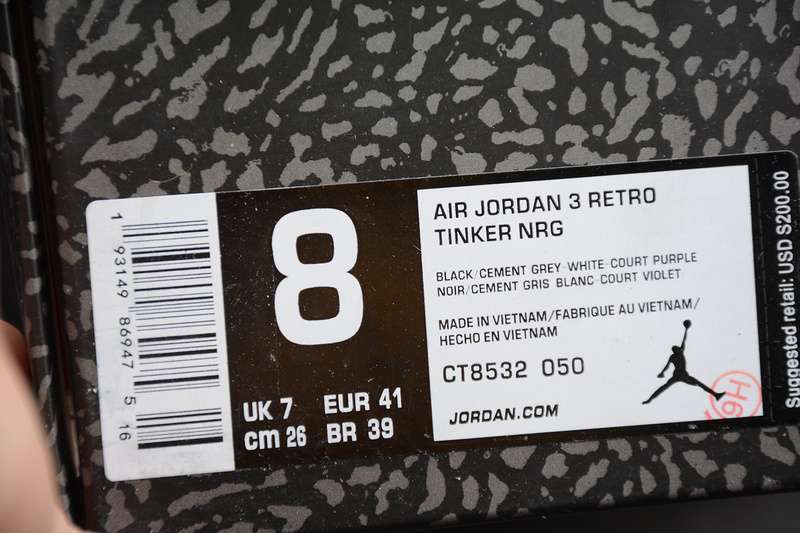 1 93149 86947 5 16
8
UK 7 EUR 41
cm 26 BR 39
AIR JORDAN 3 RETRO
TINKER NRG
BLACK/CEMENT GREY-WHITE-COURT PURPLE
NOIR/CEMENT GRIS BLANC-COURT VIOLET
MADE IN VIETNAM/FABRIQUE AU VIETNAM/
HECHO EN VIETNAM
CT8532 050
JORDAN.COM
Suggested retail: USD $200.00